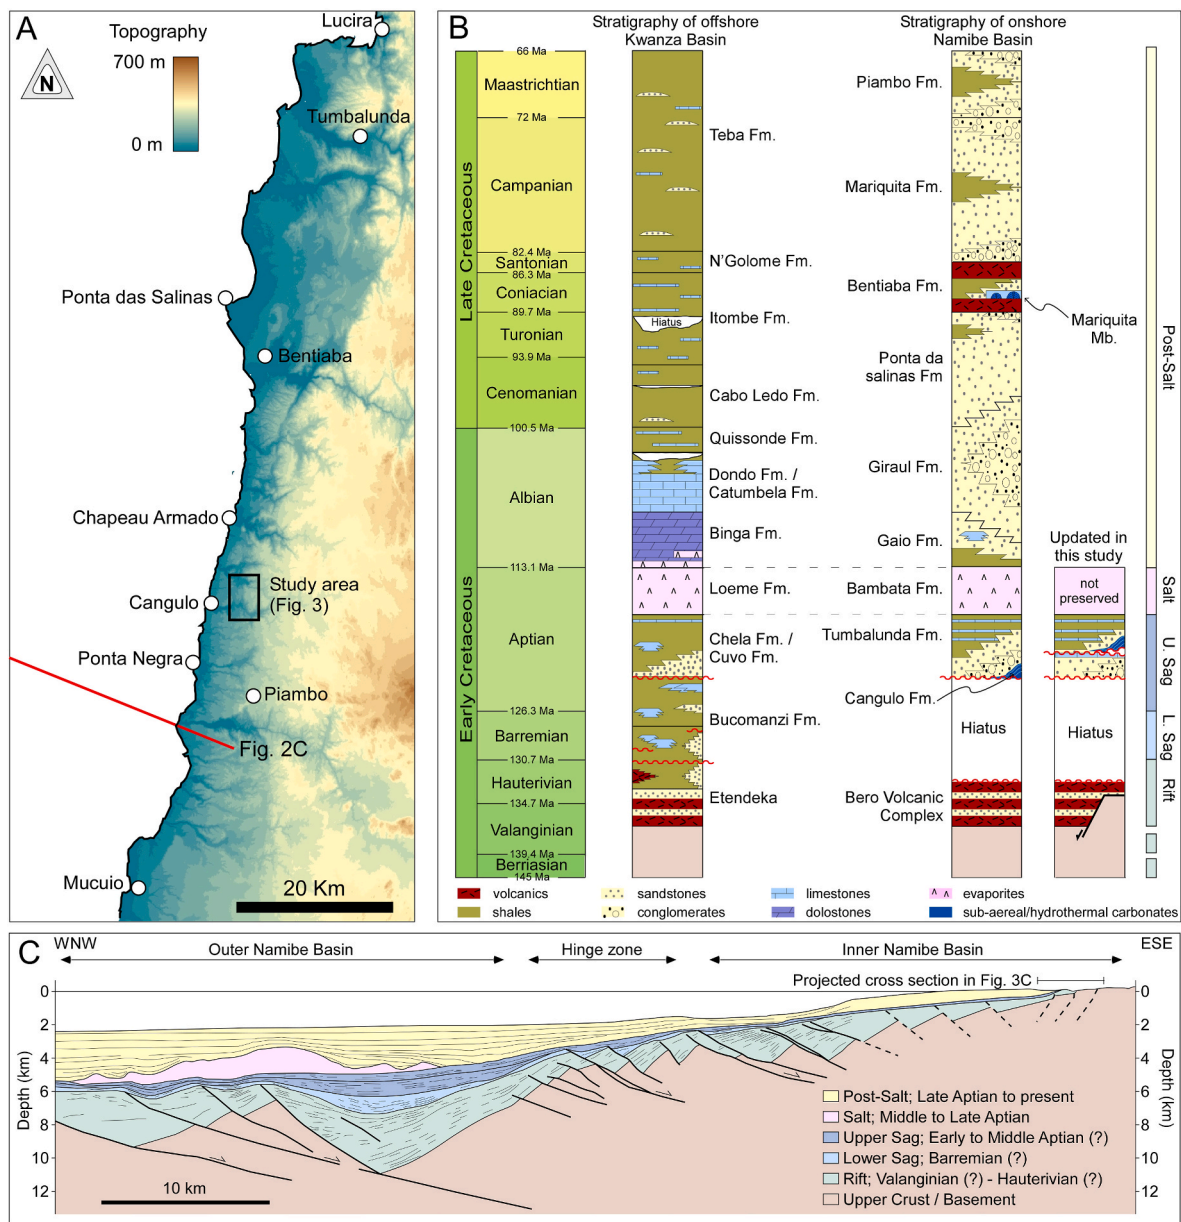 A
Lucira
Topography
700 m
0 m
N
Tumbalunda
Ponta das Salinas
Bentiaba
Chapeau Armado
Study area
(Fig. 3)
Cangulo
Ponta Negra
Piambo
Fig. 2C
Mucuio
20 Km
B
Stratigraphy of offshore
Kwanza Basin
Stratigraphy of onshore
Namibe Basin
Late Cretaceous
Early Cretaceous
66 Ma
Maastrichtian
72 Ma
Campanian
82.4 Ma
Santonian
86.3 Ma
Coniacian
89.7 Ma
Turonian
93.9 Ma
Cenomanian
100.5 Ma
Albian
113.1 Ma
Aptian
126.3 Ma
Barremian
130.7 Ma
Hauterivian
134.7 Ma
Valanginian
139.4 Ma
Berriasian
145 Ma
Hiatus
Teba Fm.
N'Golome Fm.
Itombe Fm.
Cabo Ledo Fm.
Quissonde Fm.
Dondo Fm. /
Catumbela Fm.
Binga Fm.
Loeme Fm.
Chela Fm. /
Cuvo Fm.
Bucomanzi Fm.
Etendeka
Piambo Fm.
Mariquita Fm.
Bentiaba Fm.
Mariquita
Mb.
Ponta da
salinas Fm
Giraul Fm.
Gaio Fm.
Bambata Fm.
Tumbalunda Fm.
Cangulo Fm.
Hiatus
Bero Volcanic
Complex
Updated in
this study
not
preserved
Hiatus
Post-Salt
Salt
U. Sag
L. Sag
Rift
volcanics
sandstones
limestones
evaporites
shales
conglomerates
dolostones
sub-aereal/hydrothermal carbonates
C
WNW
Outer Namibe Basin
Hinge zone
Inner Namibe Basin
ESE
Projected cross section in Fig. 3C
0
2
4
6
8
10
12
Depth (km)
0
2
4
6
8
10
12
Depth (km)
10 km
Post-Salt; Late Aptian to present
Salt; Middle to Late Aptian
Upper Sag; Early to Middle Aptian (?)
Lower Sag; Barremian (?)
Rift; Valanginian (?) - Hauterivian (?)
Upper Crust / Basement